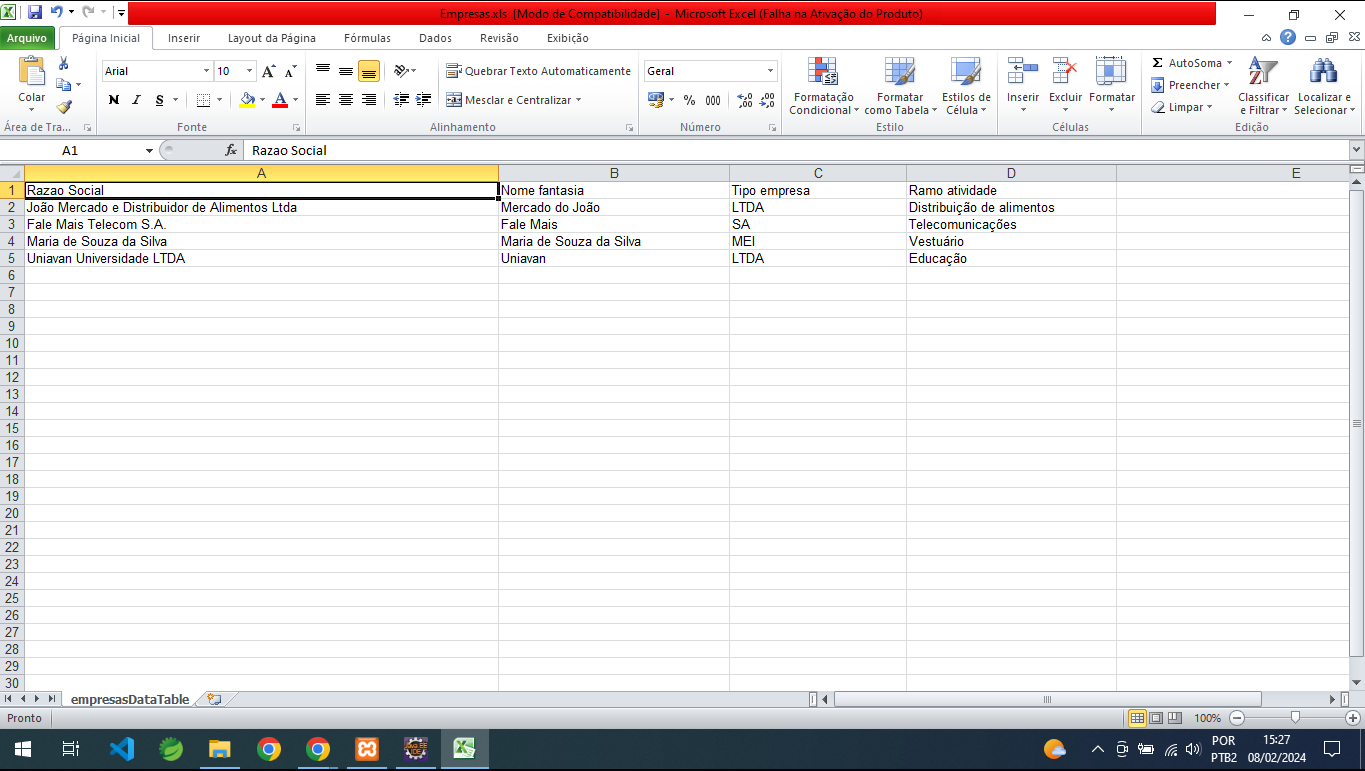 Empresas.xls [Modo de Compatibilidade] - Microsoft Excel (Falha na Ativação do Produto)
Arquivo Página Inicial Inserir Layout da Página Fórmulas Dados Revisão Exibição
Colar
Área de Tra...
Arial 10
N I S
Fonte
Quebrar Texto Automaticamente
Mesclar e Centralizar
Alinhamento
Geral
% 000
Número
Formatação Condicional
Formatar como Tabela
Estilos de Célula
Estilo
Inserir Excluir Formatar
Células
Σ AutoSoma
Preencher
Limpar
Classificar e Filtrar
Localizar e Selecionar
Edição
A1 fx Razao Social
A B C D E
1 Razao Social Nome fantasia Tipo empresa Ramo atividade
2 João Mercado e Distribuidor de Alimentos Ltda Mercado do João LTDA Distribuição de alimentos
3 Fale Mais Telecom S.A. Fale Mais SA Telecomunicações
4 Maria de Souza da Silva Maria de Souza da Silva MEI Vestuário
5 Uniavan Universidade LTDA Uniavan LTDA Educação
6
7
8
9
10
11
12
13
14
15
16
17
18
19
20
21
22
23
24
25
26
27
28
29
30
empresasDataTable
Pronto 100%
POR 15:27
PTB2 08/02/2024